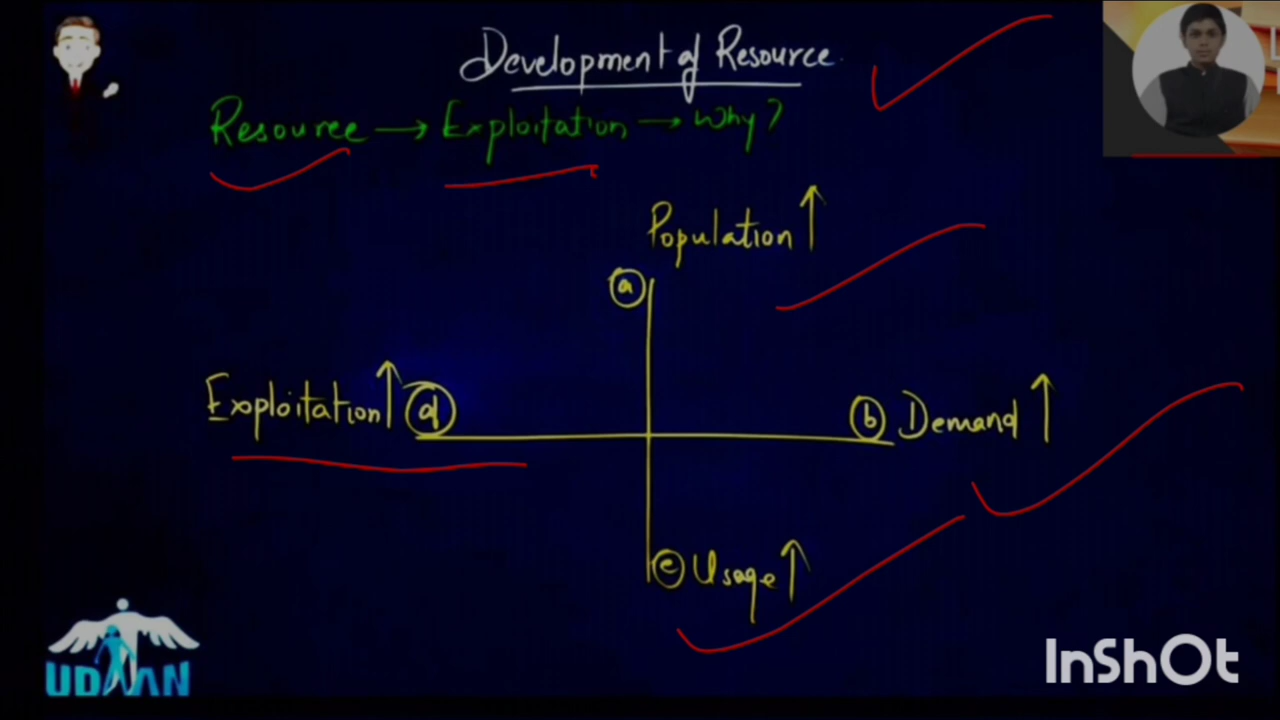 Development of Resource
Resource → Exploitation → Why?
Population ↑
(a)
Exploitation ↑ (d)
(b) Demand ↑
(c) Usage ↑
UDAAN
InShOt